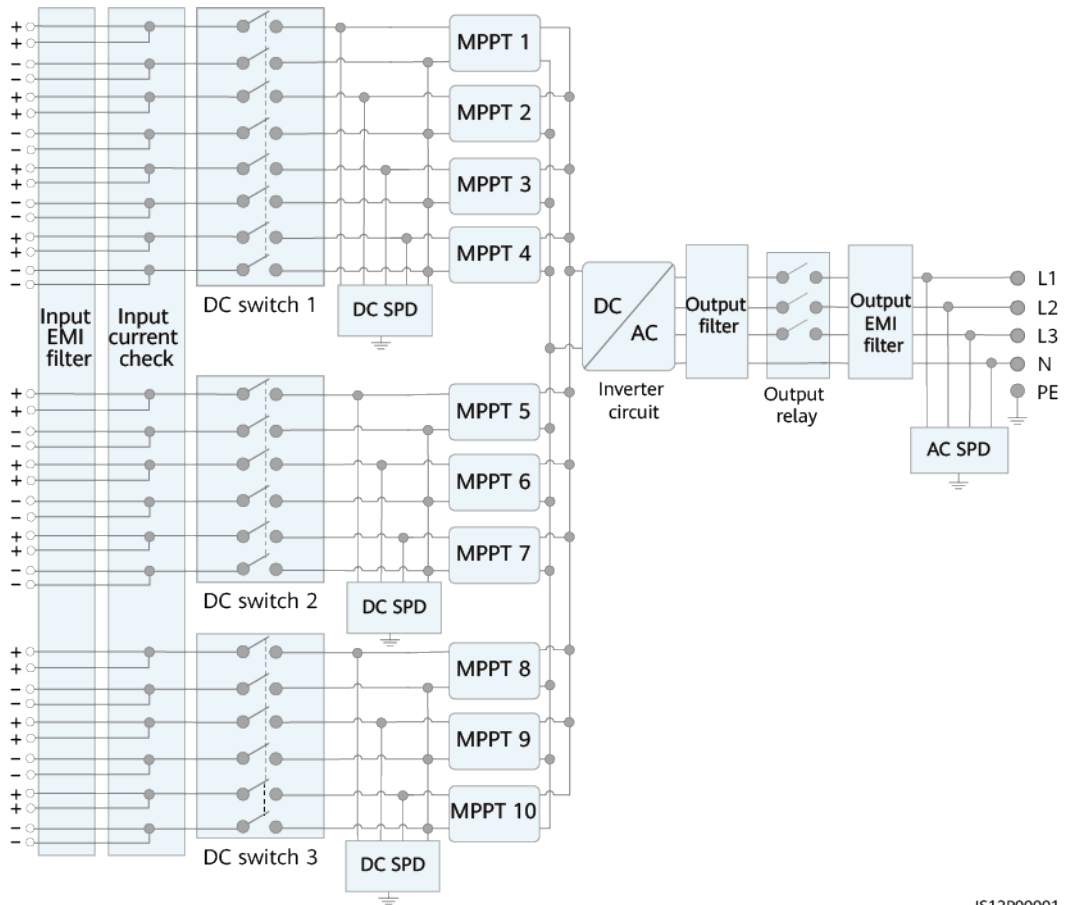 +
+
−
−
MPPT 1
+
+
−
−
MPPT 2
+
+
−
−
MPPT 3
+
+
−
−
MPPT 4
DC switch 1
DC SPD
Input
EMI
filter
Input
current
check
DC
AC
Inverter
circuit
Output
filter
Output
relay
Output
EMI
filter
L1
L2
L3
N
PE
AC SPD
+
+
−
−
MPPT 5
+
+
−
−
MPPT 6
+
+
−
−
MPPT 7
DC switch 2
DC SPD
+
+
−
−
MPPT 8
+
+
−
−
MPPT 9
+
+
−
−
MPPT 10
DC switch 3
DC SPD